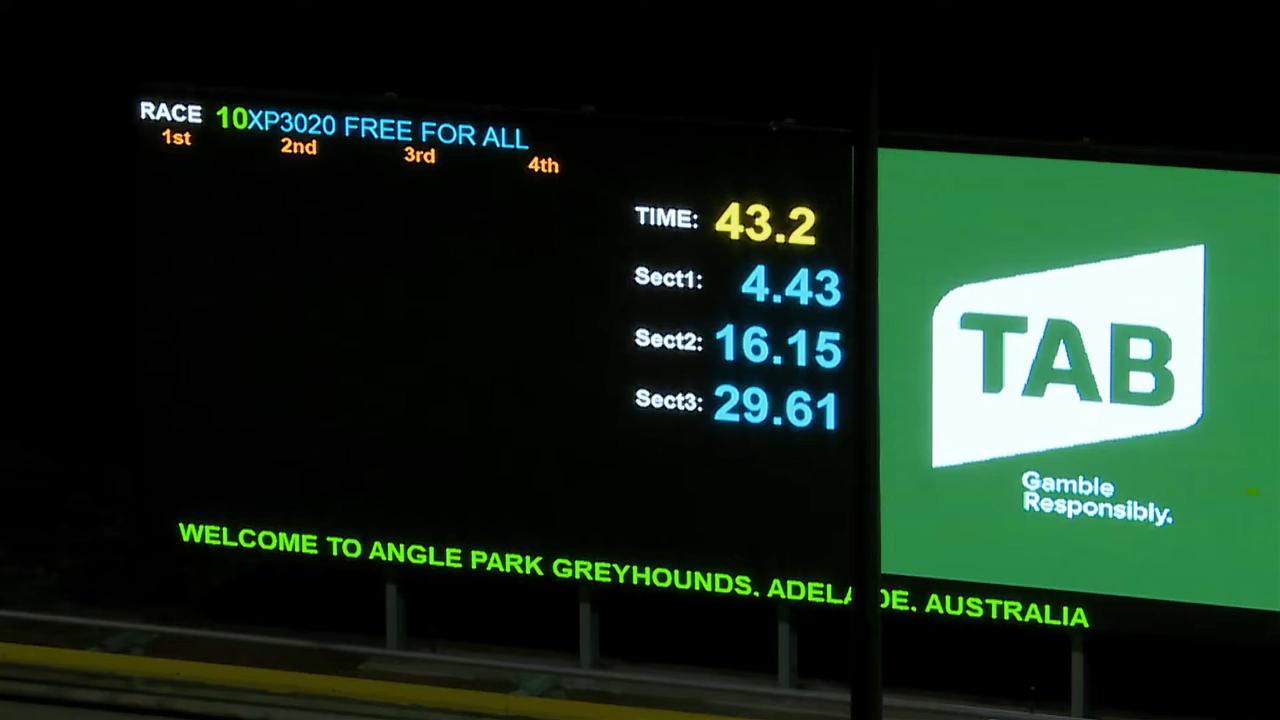 RACE 10XP3020 FREE FOR ALL
1st 2nd 3rd 4th
TIME: 43.2
Sect1: 4.43
Sect2: 16.15
Sect3: 29.61
WELCOME TO ANGLE PARK GREYHOUNDS. ADELAIDE. AUSTRALIA
TAB
Gamble
Responsibly.